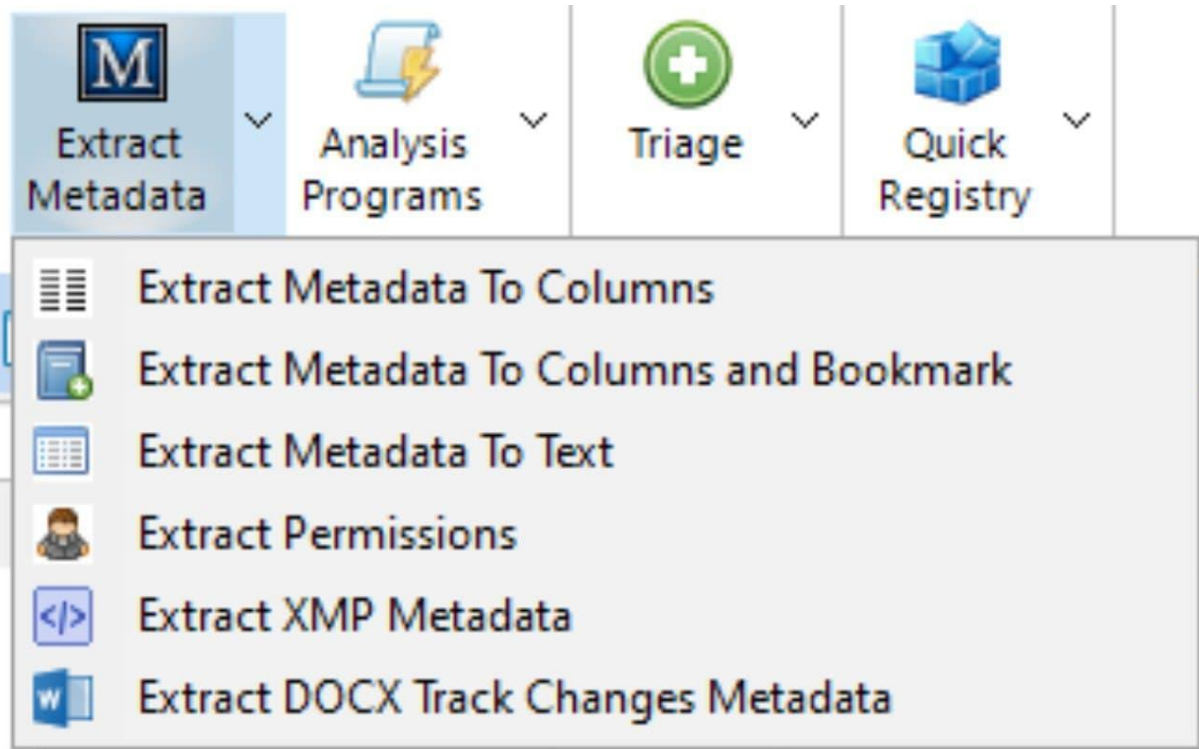 M
Extract
Metadata
Analysis
Programs
Triage
Quick
Registry
Extract Metadata To Columns
Extract Metadata To Columns and Bookmark
Extract Metadata To Text
Extract Permissions
</> Extract XMP Metadata
W Extract DOCX Track Changes Metadata